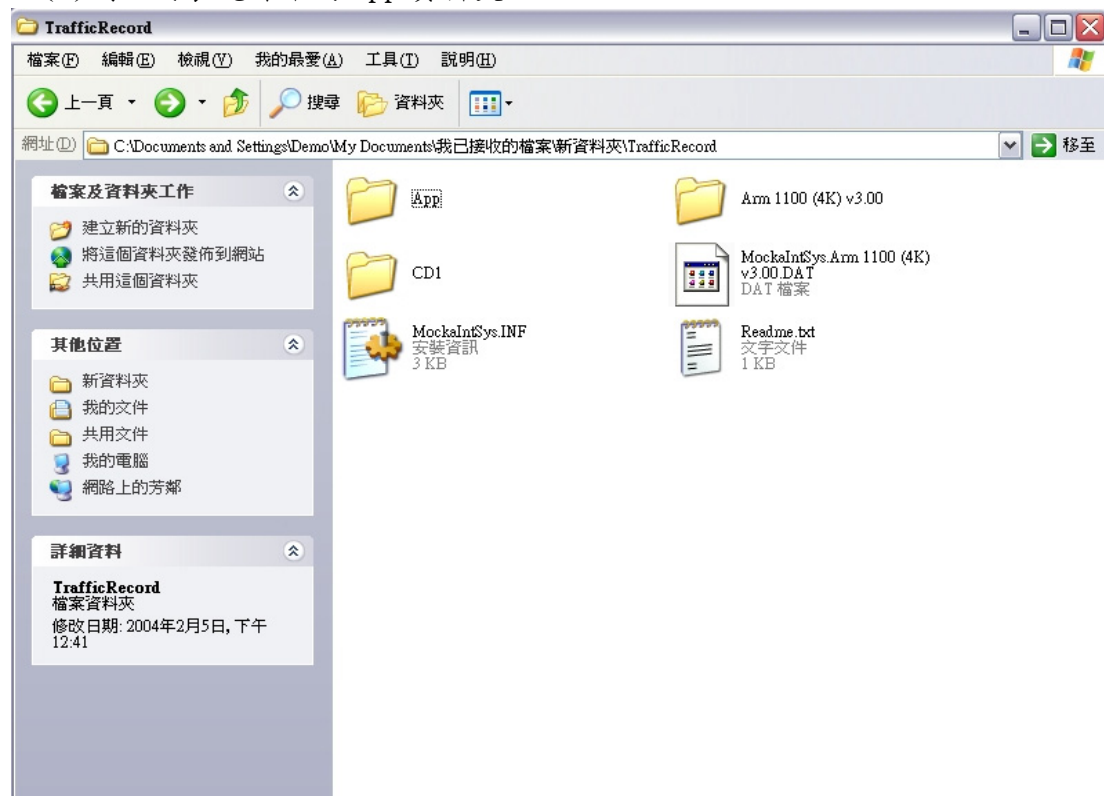 TrafficRecord
檔案(F) 編輯(E) 檢視(V) 我的最愛(A) 工具(T) 說明(H)
上一頁 搜尋 資料夾
網址(D) C:\Documents and Settings\Demo\My Documents\我已接收的檔案\新資料夾\TrafficRecord 移至
檔案及資料夾工作
建立新的資料夾
將這個資料夾發佈到網站
共用這個資料夾
其他位置
新資料夾
我的文件
共用文件
我的電腦
網路上的芳鄰
詳細資料
TrafficRecord
檔案資料夾
修改日期: 2004年2月5日, 下午
12:41
App
Arm 1100 (4K) v3.00
CD1
MockaIntSys.Arm 1100 (4K)
v3.00.DAT
DAT 檔案
MockaIntSys.INF
安裝資訊
3 KB
Readme.txt
文字文件
1 KB